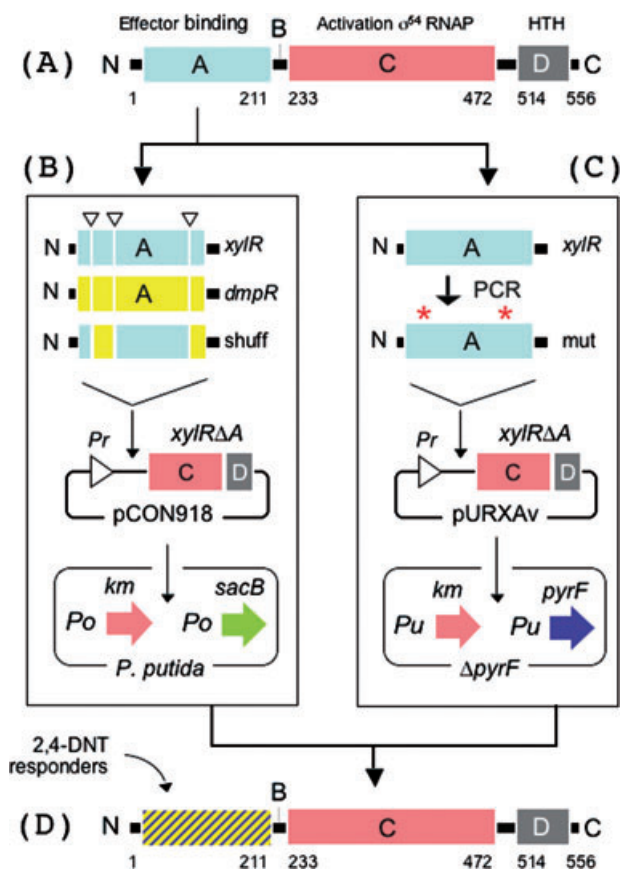 Effector binding B Activation σ⁵⁴ RNAP HTH
(A) N A C D C
1 211 233 472 514 556
(B) (C)
N A xylR
N A dmpR
N shuff
N A xylR
PCR
* *
N A mut
Pr xylRΔA
C D
pCON918
km sacB
Po Po
P. putida
Pr xylRΔA
C D
pURXAv
km pyrF
Pu Pu
ΔpyrF
2,4-DNT
responders
B
(D) N C D C
1 211 233 472 514 556